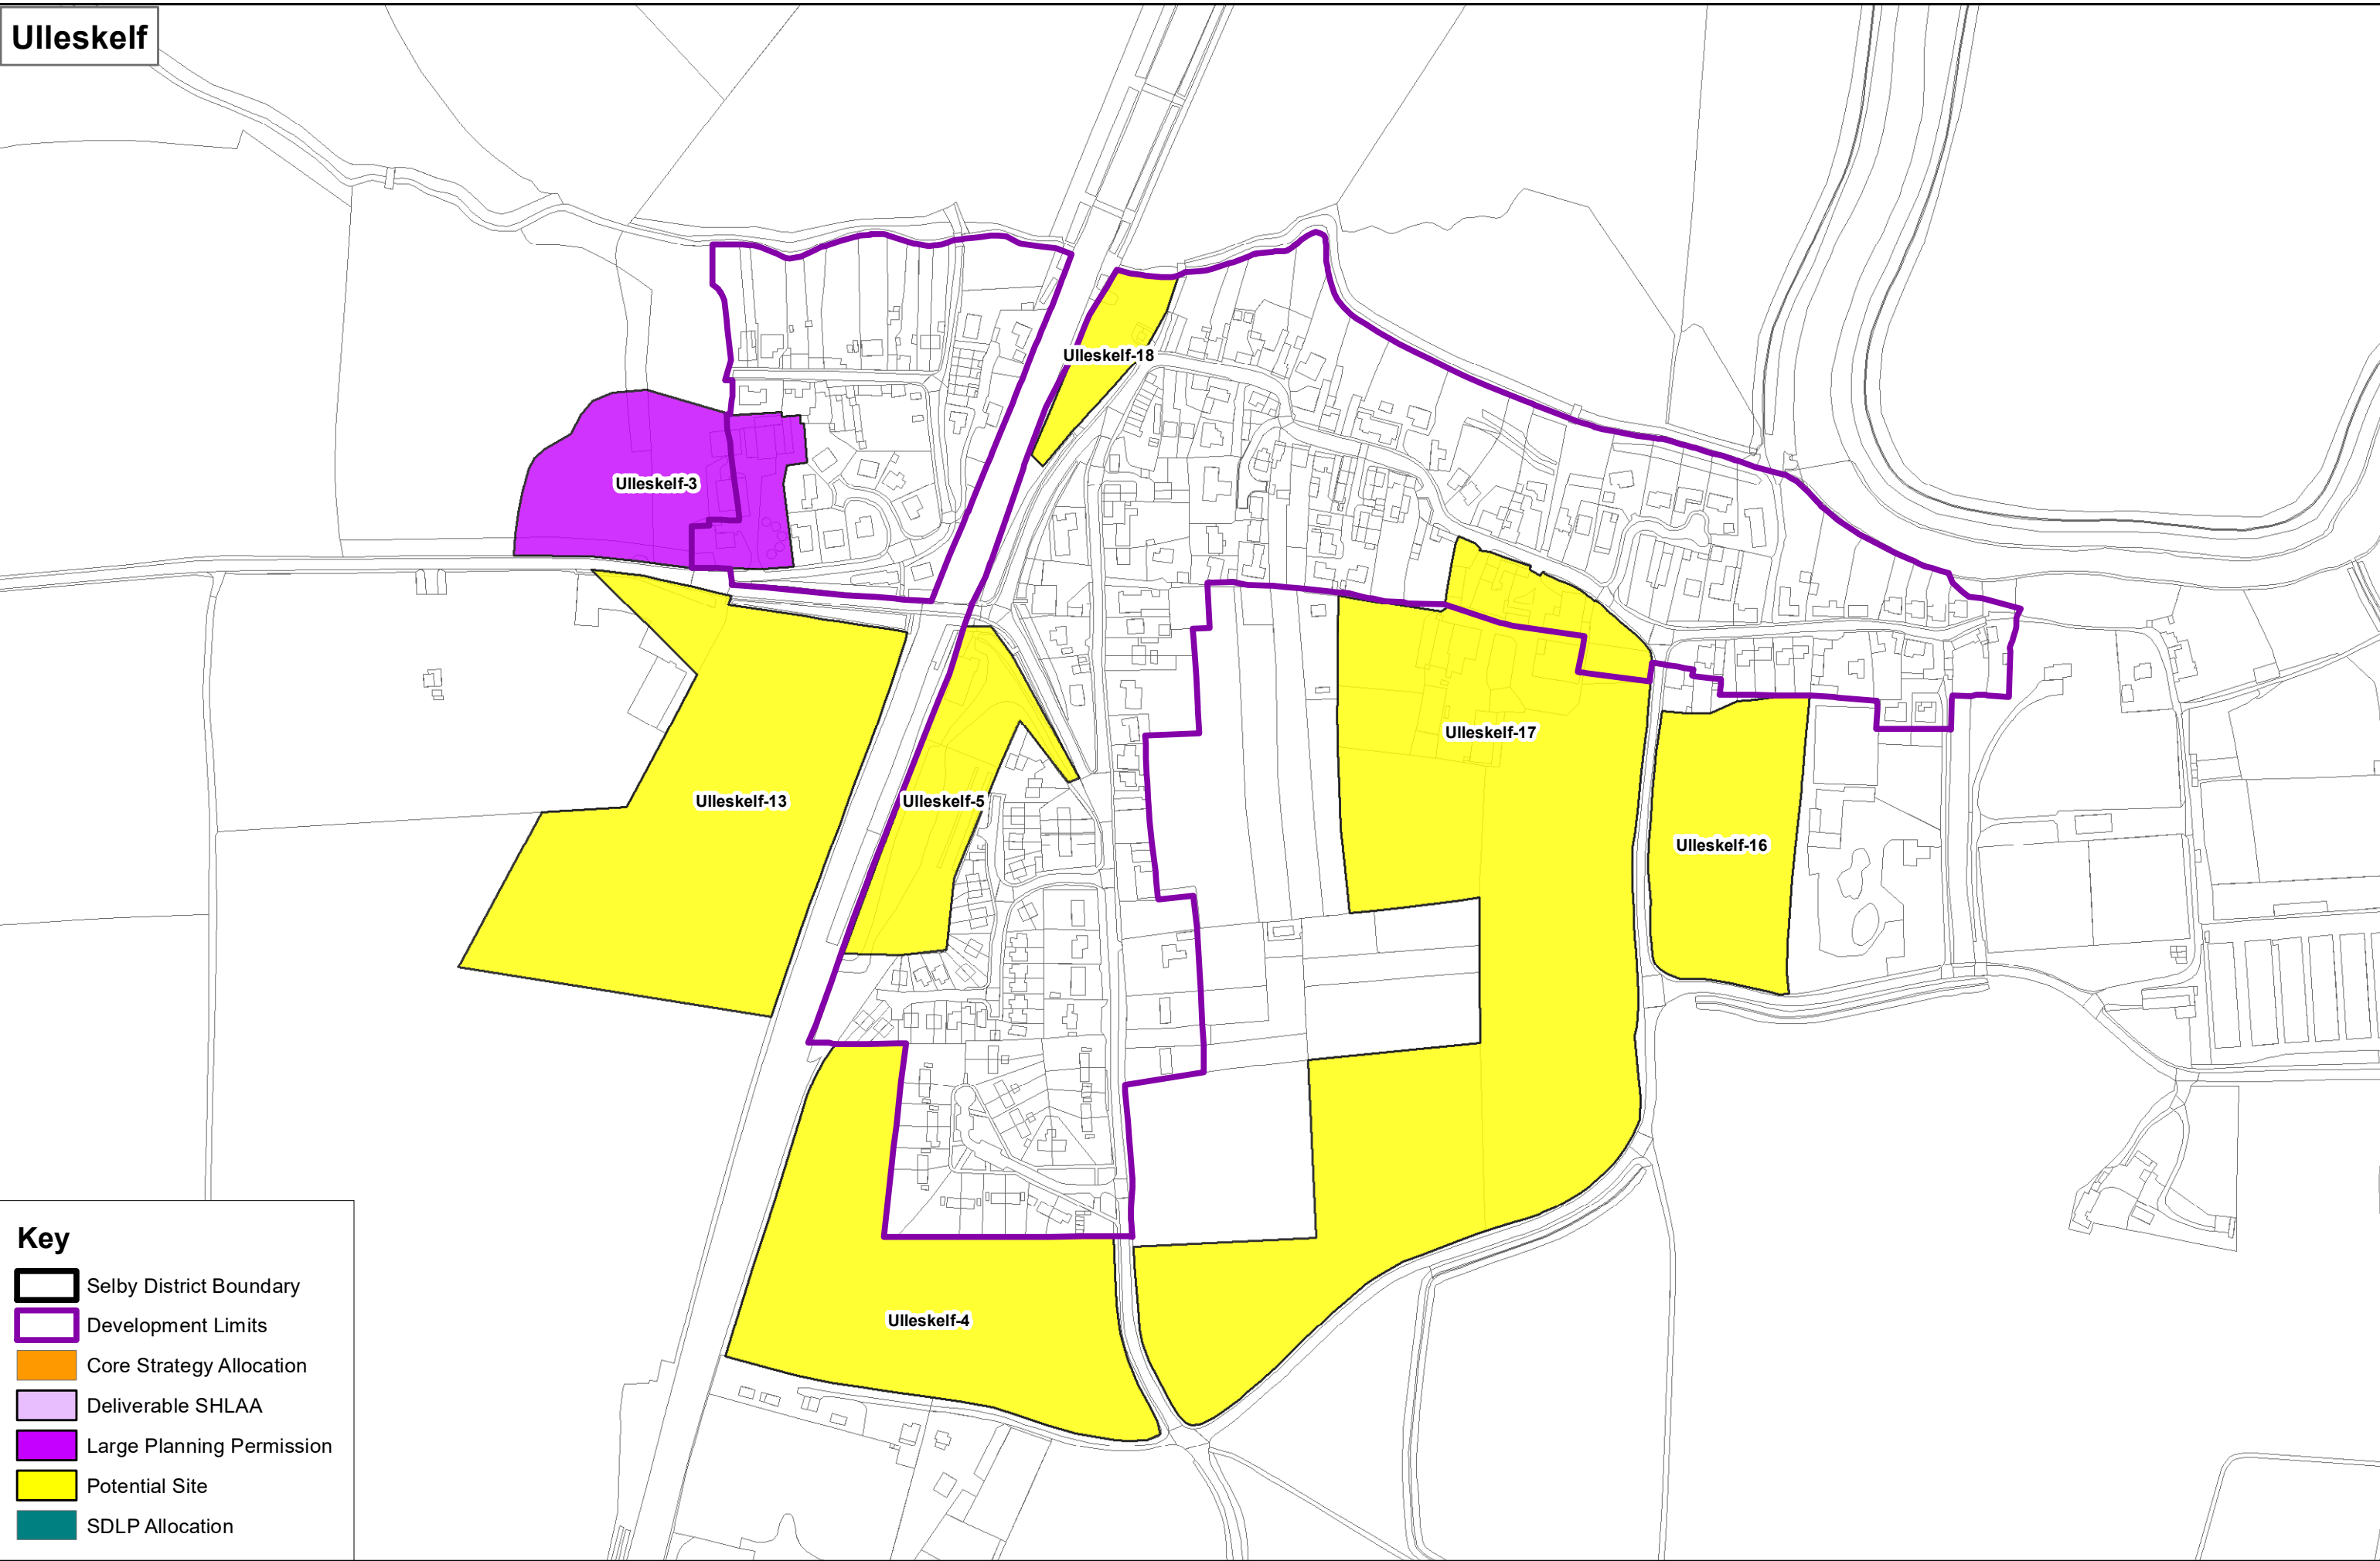 Ulleskelf
Ulleskelf-18
Ulleskelf-3
Ulleskelf-17
Ulleskelf-13
Ulleskelf-5
Ulleskelf-16
Ulleskelf-4
Key
Selby District Boundary
Development Limits
Core Strategy Allocation
Deliverable SHLAA
Large Planning Permission
Potential Site
SDLP Allocation